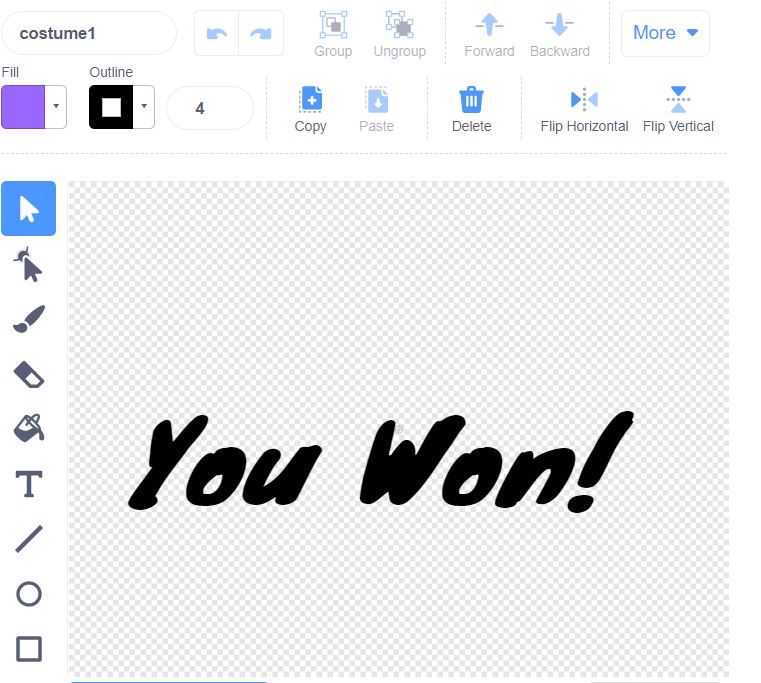 costume1
Group
Ungroup
Forward
Backward
More
Fill
Outline
4
Copy
Paste
Delete
Flip Horizontal
Flip Vertical
T
You Won!